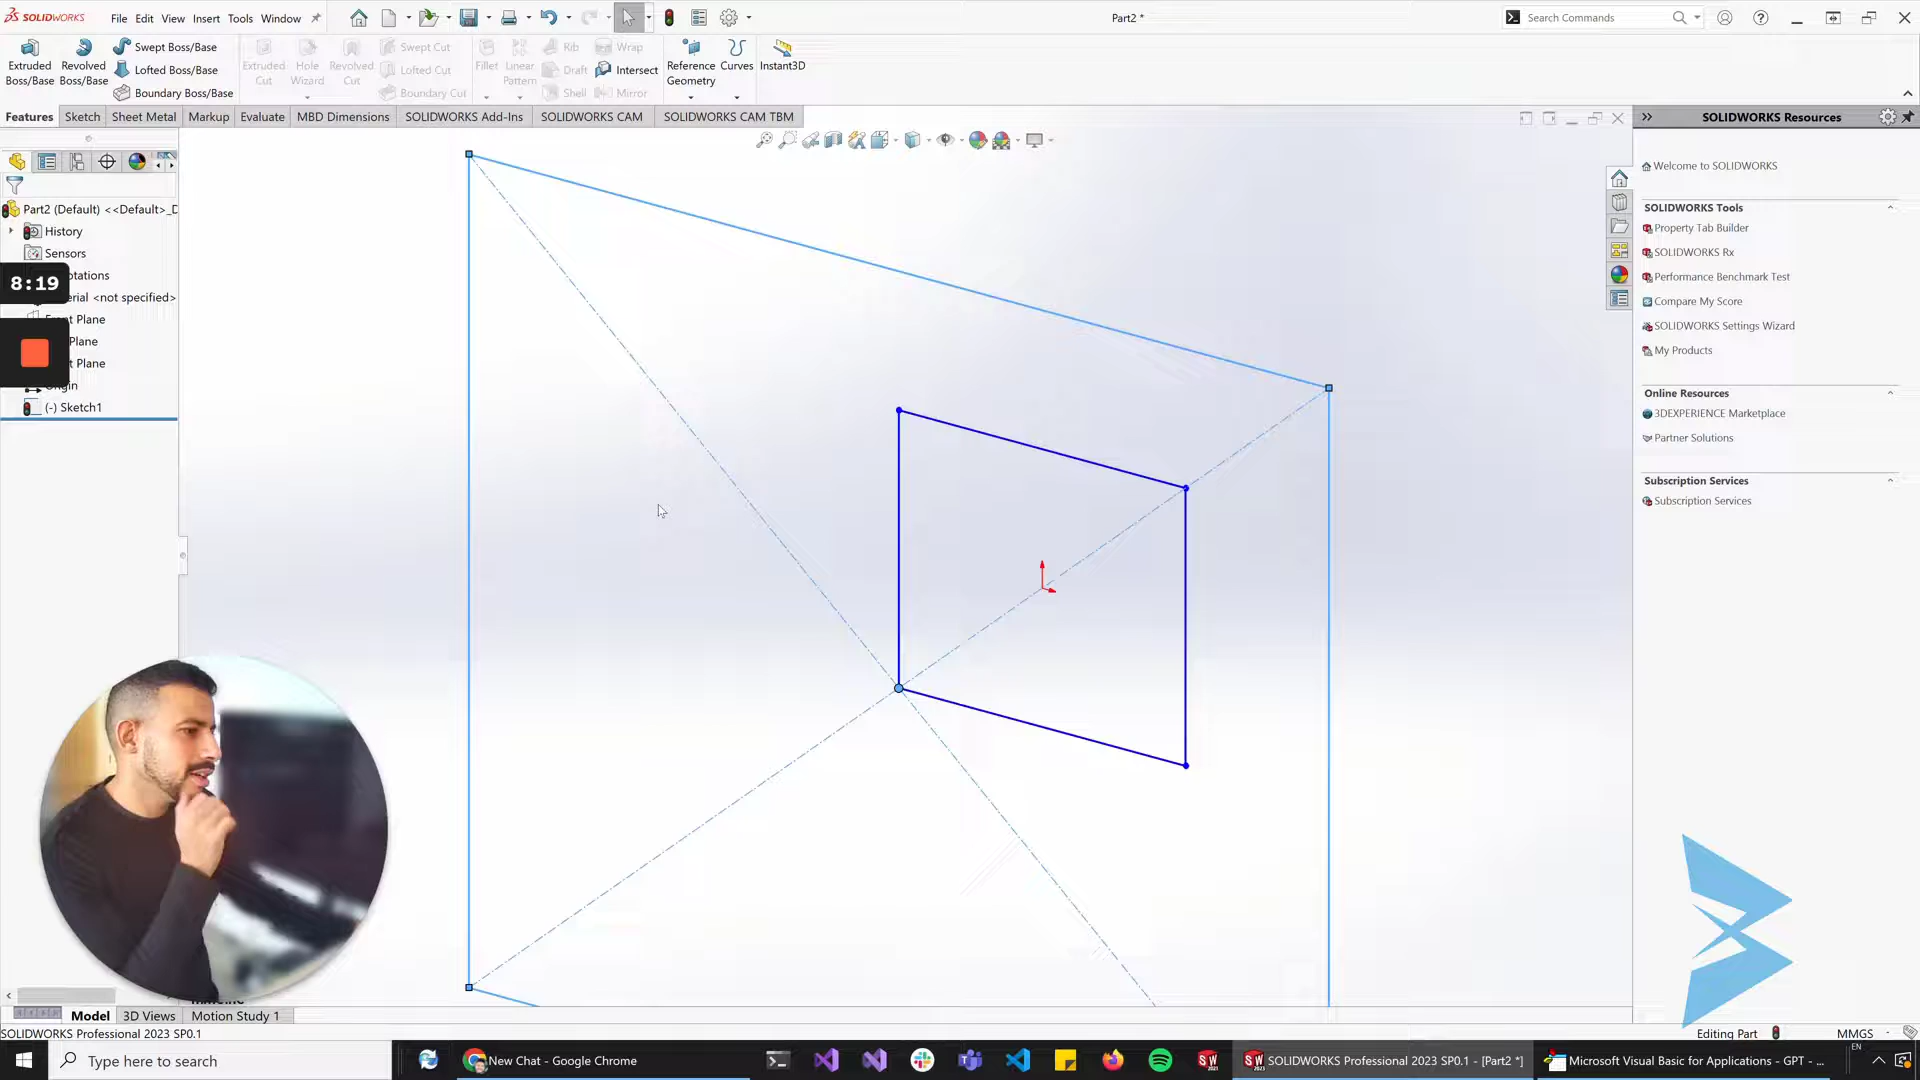 SOLIDWORKS File Edit View Insert Tools Window Part2 * Search Commands
Extruded Boss/Base
Revolved Boss/Base
Swept Boss/Base
Lofted Boss/Base
Boundary Boss/Base
Extruded Cut
Hole Wizard
Revolved Cut
Swept Cut
Lofted Cut
Boundary Cut
Fillet
Linear Pattern
Rib
Draft
Shell
Wrap
Intersect
Mirror
Reference Geometry
Curves
Instant3D
Features Sketch Sheet Metal Markup Evaluate MBD Dimensions SOLIDWORKS Add-Ins SOLIDWORKS CAM SOLIDWORKS CAM TBM
Part2 (Default) <<Default>_D
History
Sensors
otations
8:19
erial <not specified>
Front Plane
Plane
t Plane
Origin
(-) Sketch1
SOLIDWORKS Resources
Welcome to SOLIDWORKS
SOLIDWORKS Tools
Property Tab Builder
SOLIDWORKS Rx
Performance Benchmark Test
Compare My Score
SOLIDWORKS Settings Wizard
My Products
Online Resources
3DEXPERIENCE Marketplace
Partner Solutions
Subscription Services
Subscription Services
Model 3D Views Motion Study 1
SOLIDWORKS Professional 2023 SP0.1
Editing Part MMGS
Type here to search
New Chat - Google Chrome
SOLIDWORKS Professional 2023 SP0.1 - [Part2 *]
Microsoft Visual Basic for Applications - GPT - ...
EN